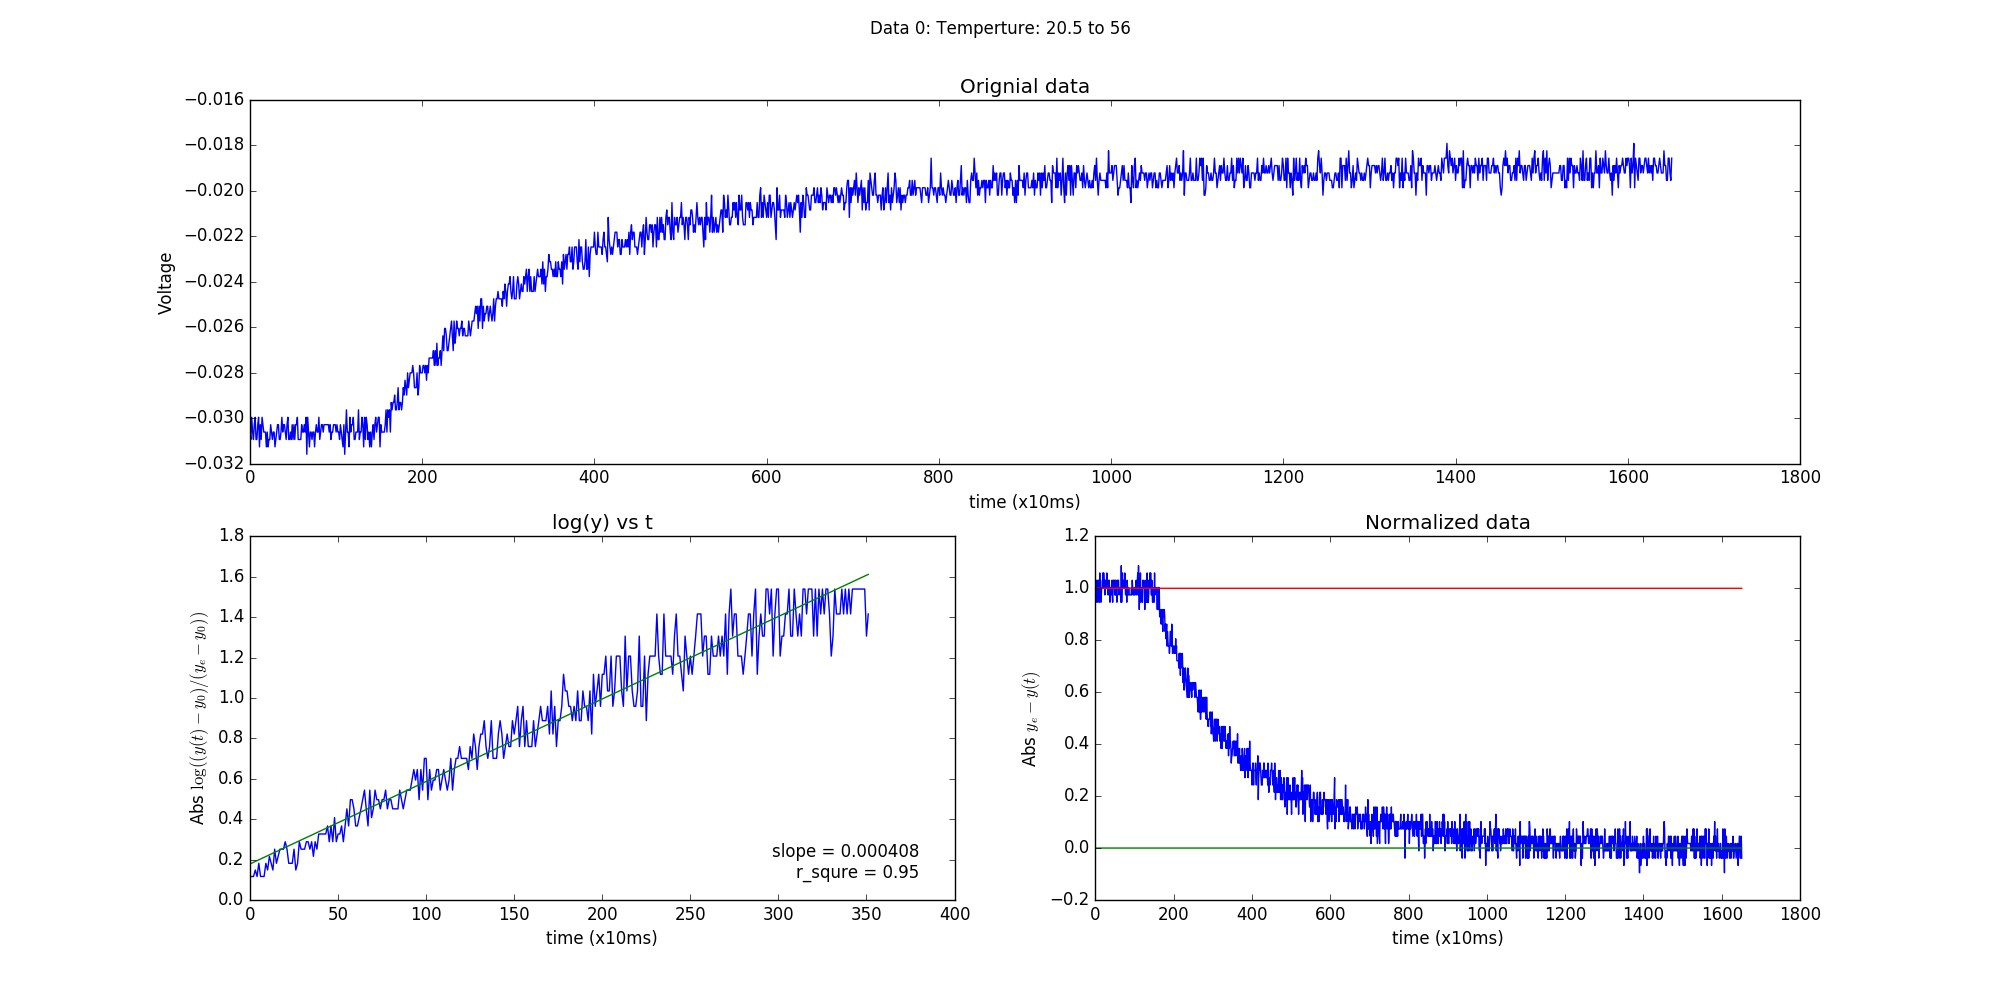 Data 0: Temperture: 20.5 to 56
Orignial data
−0.016
−0.018
−0.020
−0.022
−0.024
−0.026
−0.028
−0.030
−0.032
Voltage
0 200 400 600 800 1000 1200 1400 1600 1800
time (x10ms)
log(y) vs t
1.8
1.6
1.4
1.2
1.0
0.8
0.6
0.4
0.2
0.0
Abs log((y(t) − y₀)/(yₑ − y₀))
slope = 0.000408
r_squre = 0.95
0 50 100 150 200 250 300 350 400
time (x10ms)
Normalized data
1.2
1.0
0.8
0.6
0.4
0.2
0.0
−0.2
Abs yₑ − y(t)
0 200 400 600 800 1000 1200 1400 1600 1800
time (x10ms)